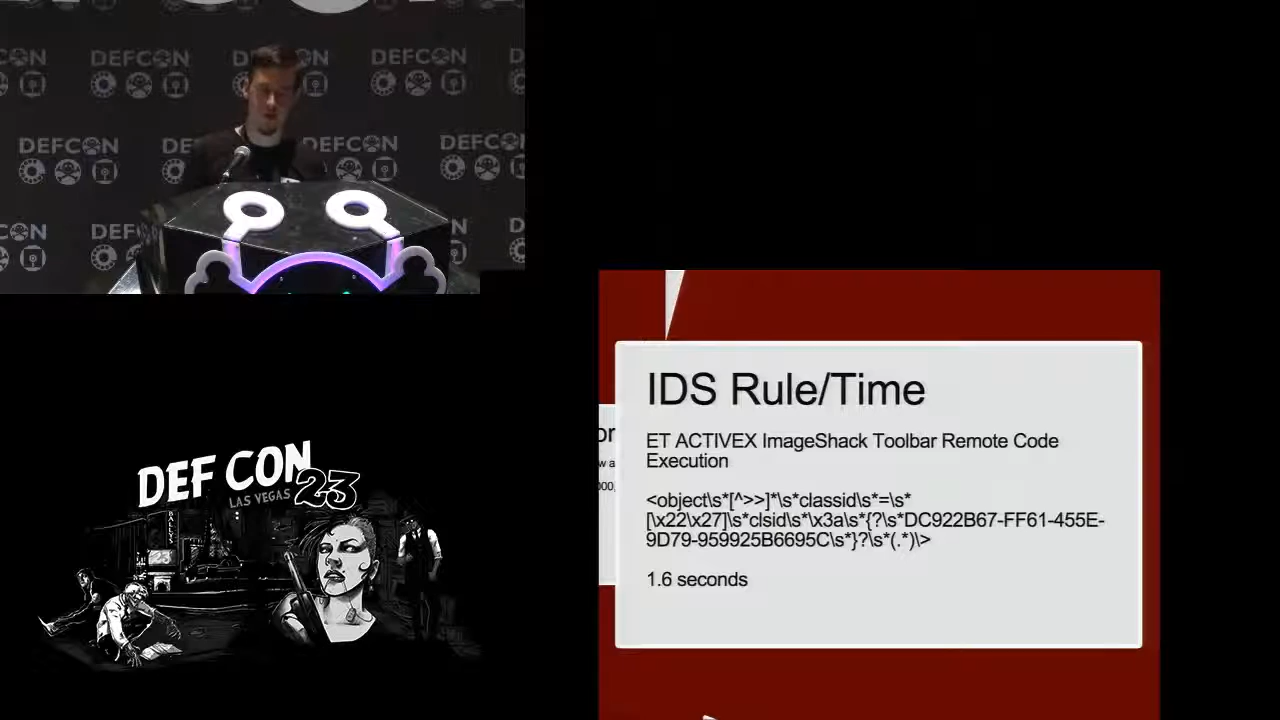 DEFCON DEFCON DEFCON DEFCON
DEFCON DEFCON DEFCON
DEFCON
DEF CON
LAS VEGAS 23
BALLY'S
IDS Rule/Time
ET ACTIVEX ImageShack Toolbar Remote Code
Execution
<object\s*[^>>]*\s*classid\s*=\s*
[\x22\x27]\s*clsid\s*\x3a\s*{?\s*DC922B67-FF61-455E-
9D79-959925B6695C\s*}?\s*(.*)\>
1.6 seconds